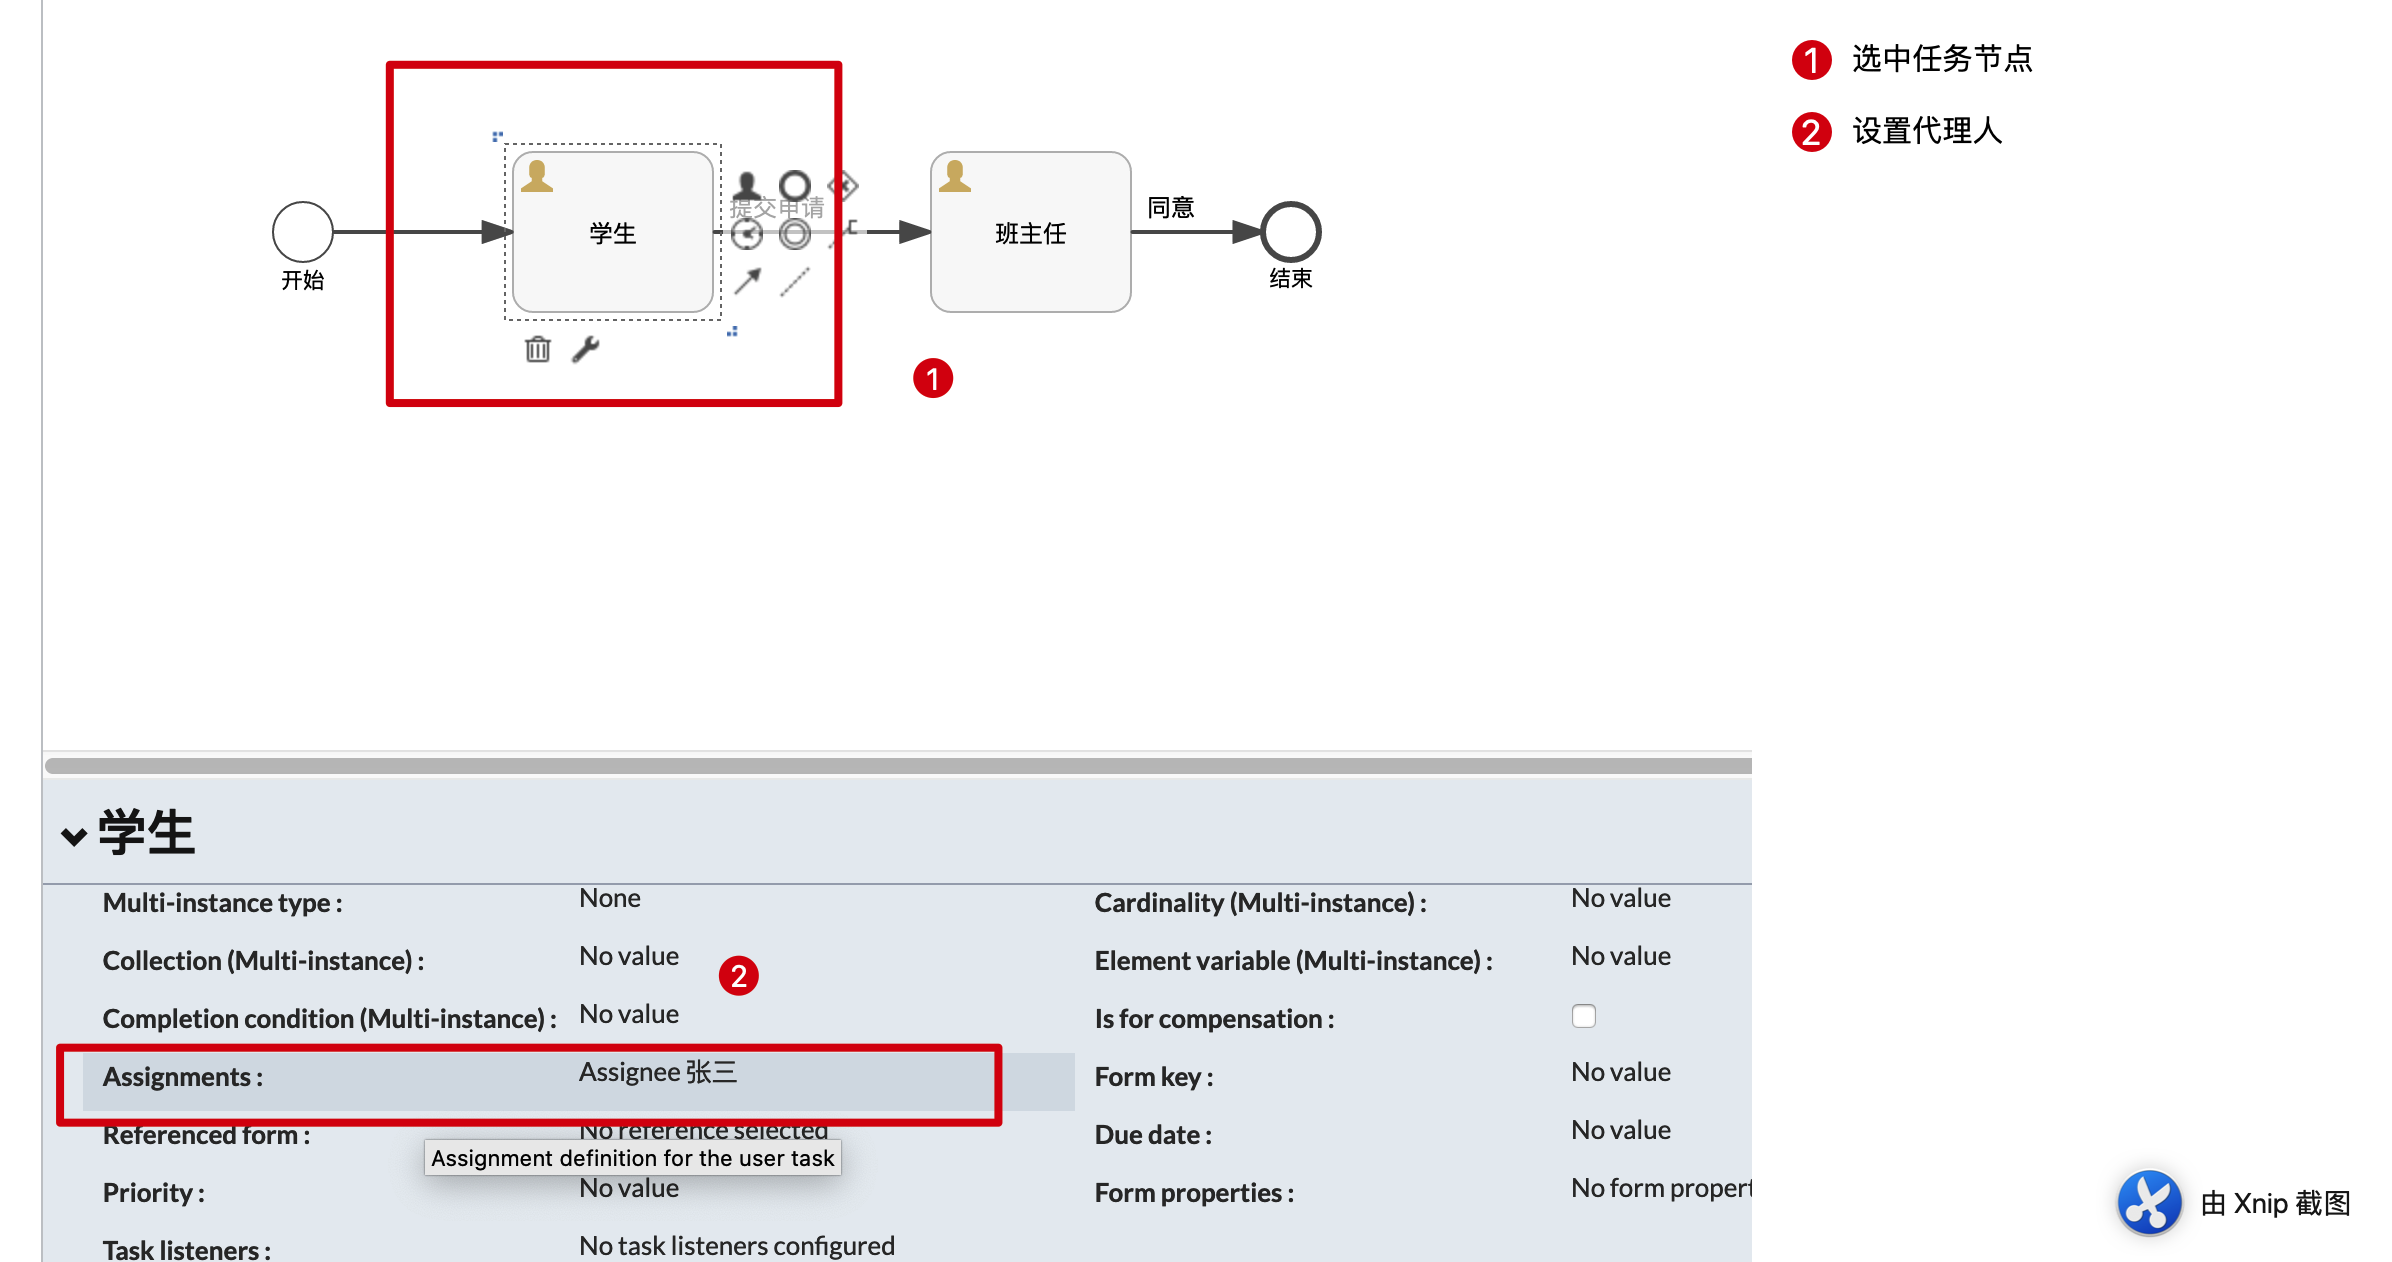 1 选中任务节点
2 设置代理人
开始
学生
提交申请
班主任
同意
结束
1
学生
Multi-instance type : None
Cardinality (Multi-instance) : No value
Collection (Multi-instance) : No value
2
Element variable (Multi-instance) : No value
Completion condition (Multi-instance) : No value
Is for compensation :
Assignments : Assignee 张三
Form key : No value
Referenced form : No reference selected
Due date : No value
Assignment definition for the user task
Priority : No value
Form properties : No form propert
Task listeners : No task listeners configured
由 Xnip 截图